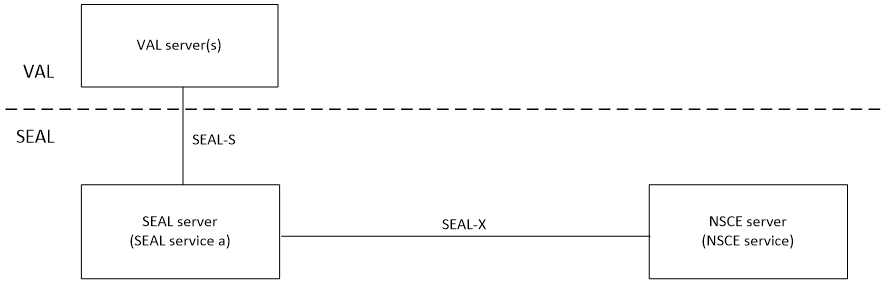 VAL server(s)
VAL
SEAL
SEAL-S
SEAL server
(SEAL service a)
SEAL-X
NSCE server
(NSCE service)